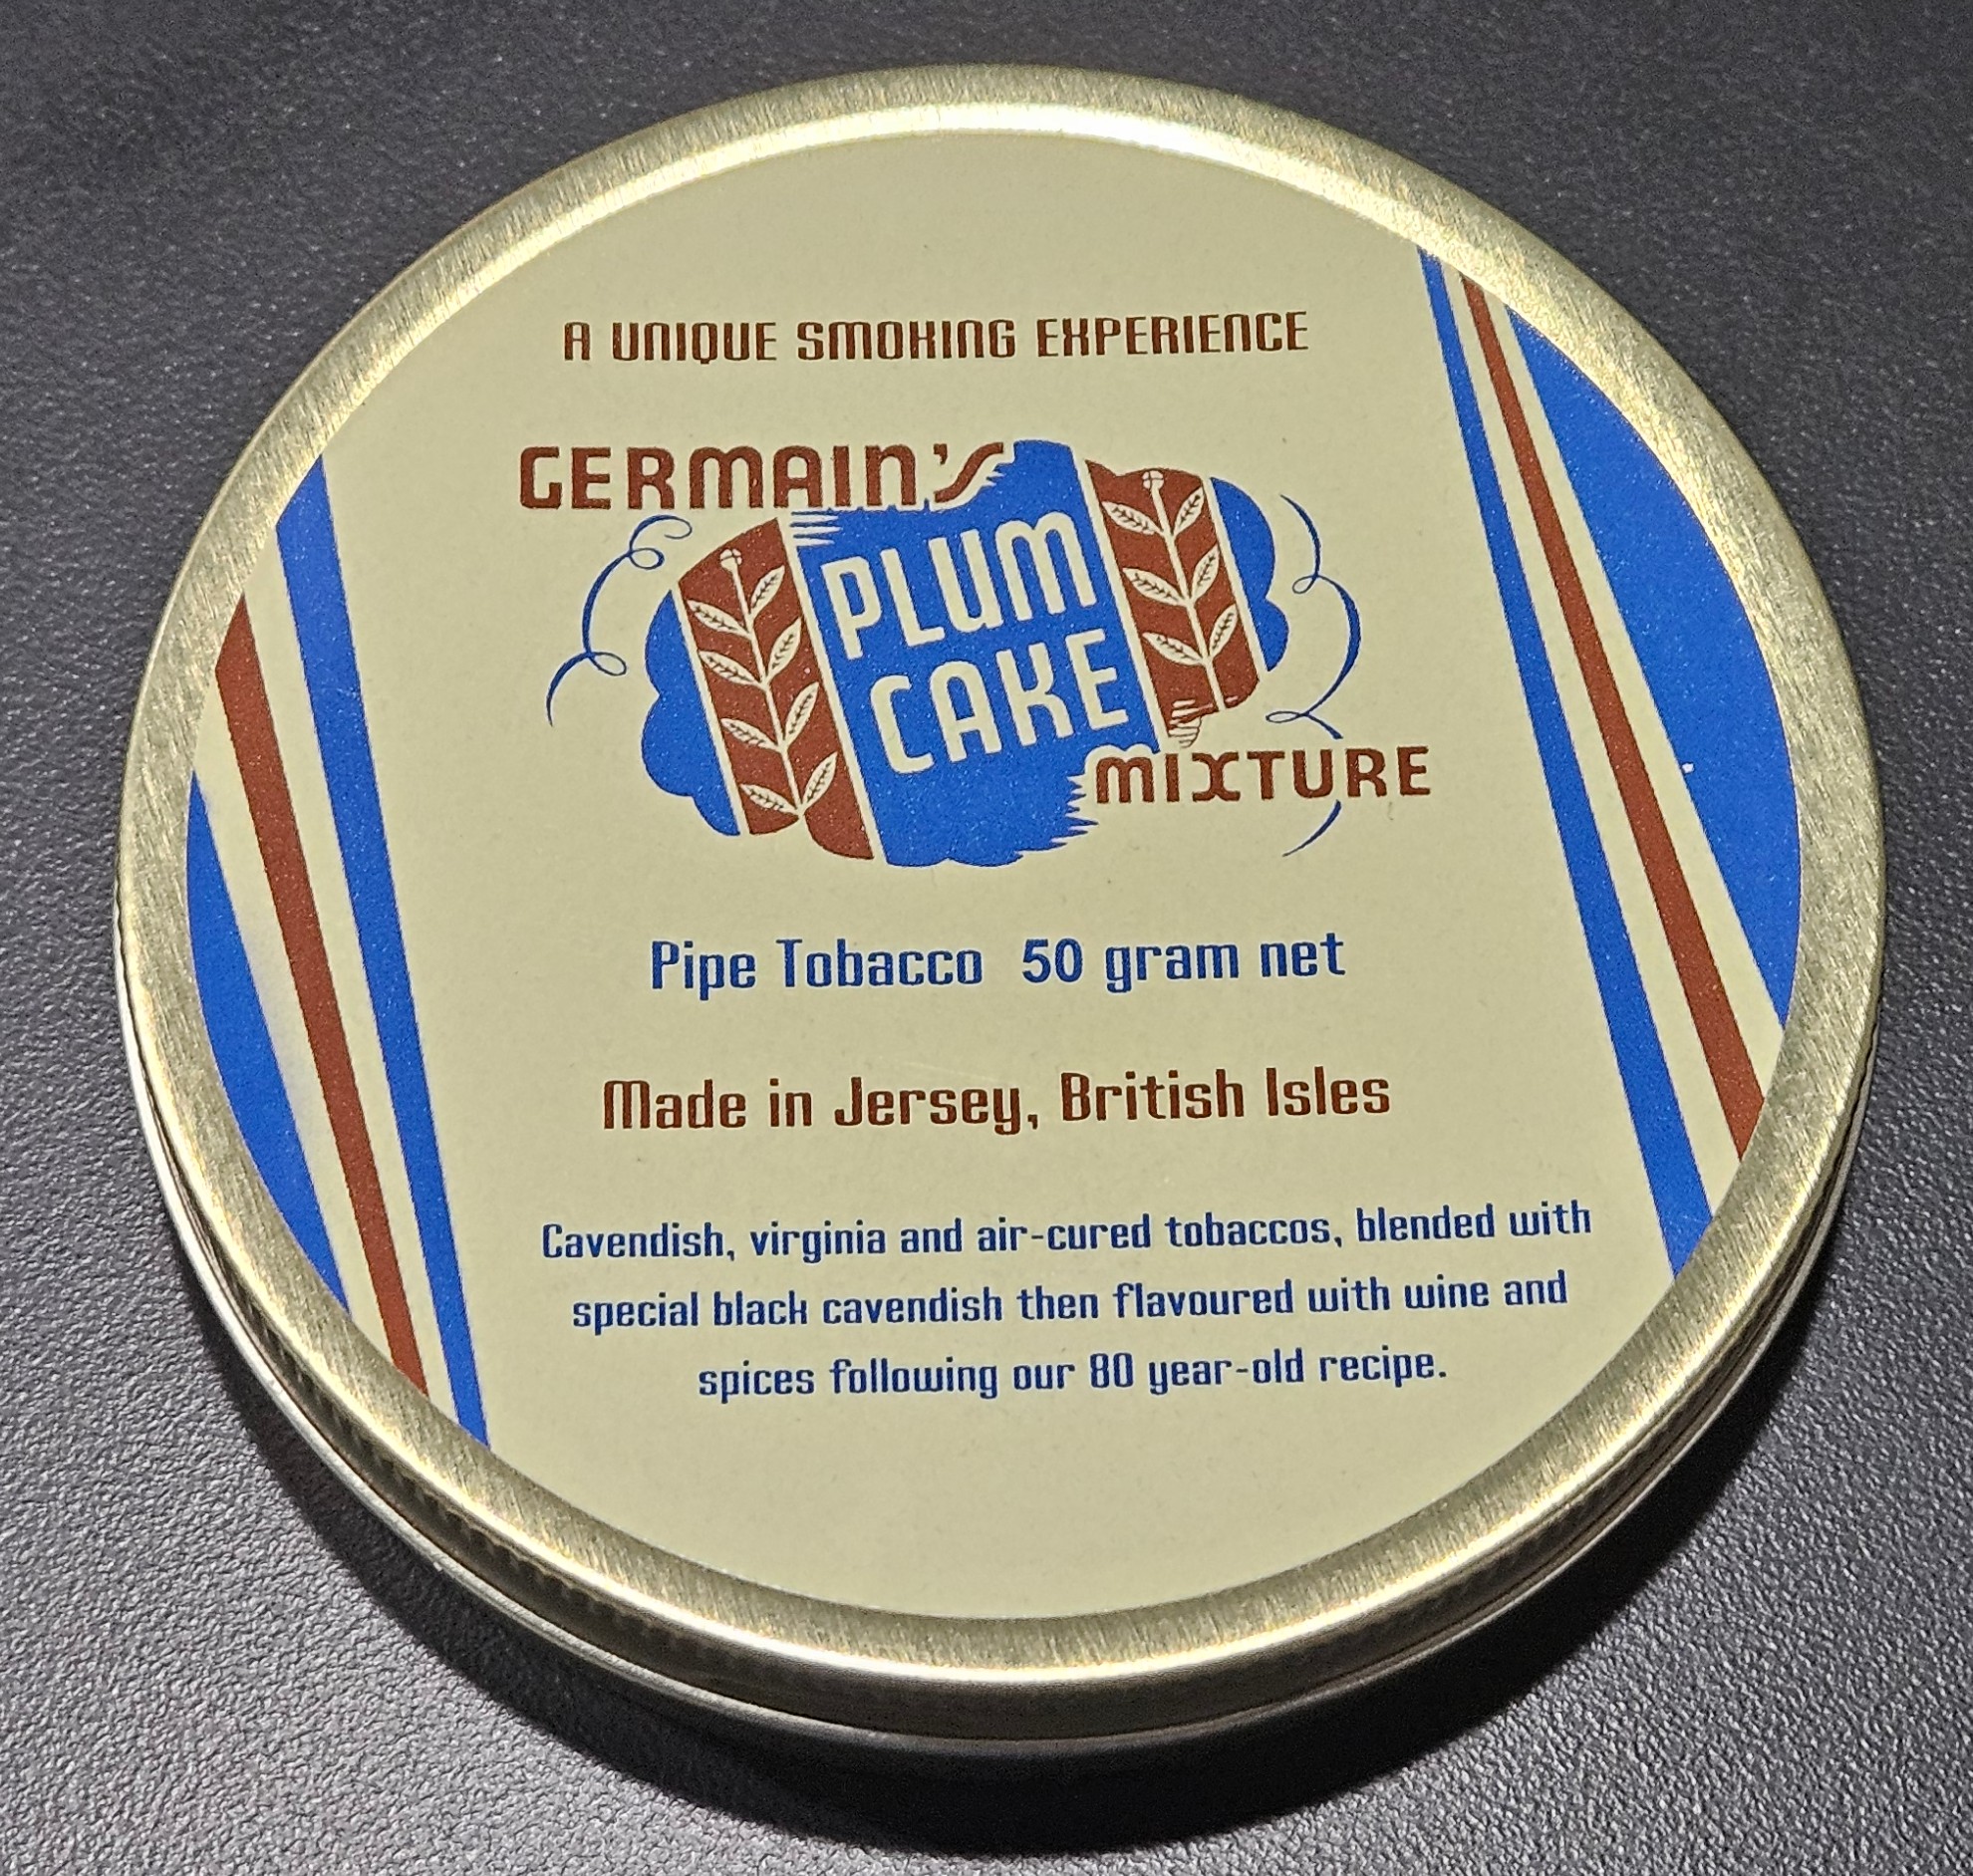 A UNIQUE SMOKING EXPERIENCE
GERMAIN'S
PLUM
CAKE
MIXTURE
Pipe Tobacco 50 gram net
Made in Jersey, British Isles
Cavendish, virginia and air-cured tobaccos, blended with
special black cavendish then flavoured with wine and
spices following our 80 year-old recipe.